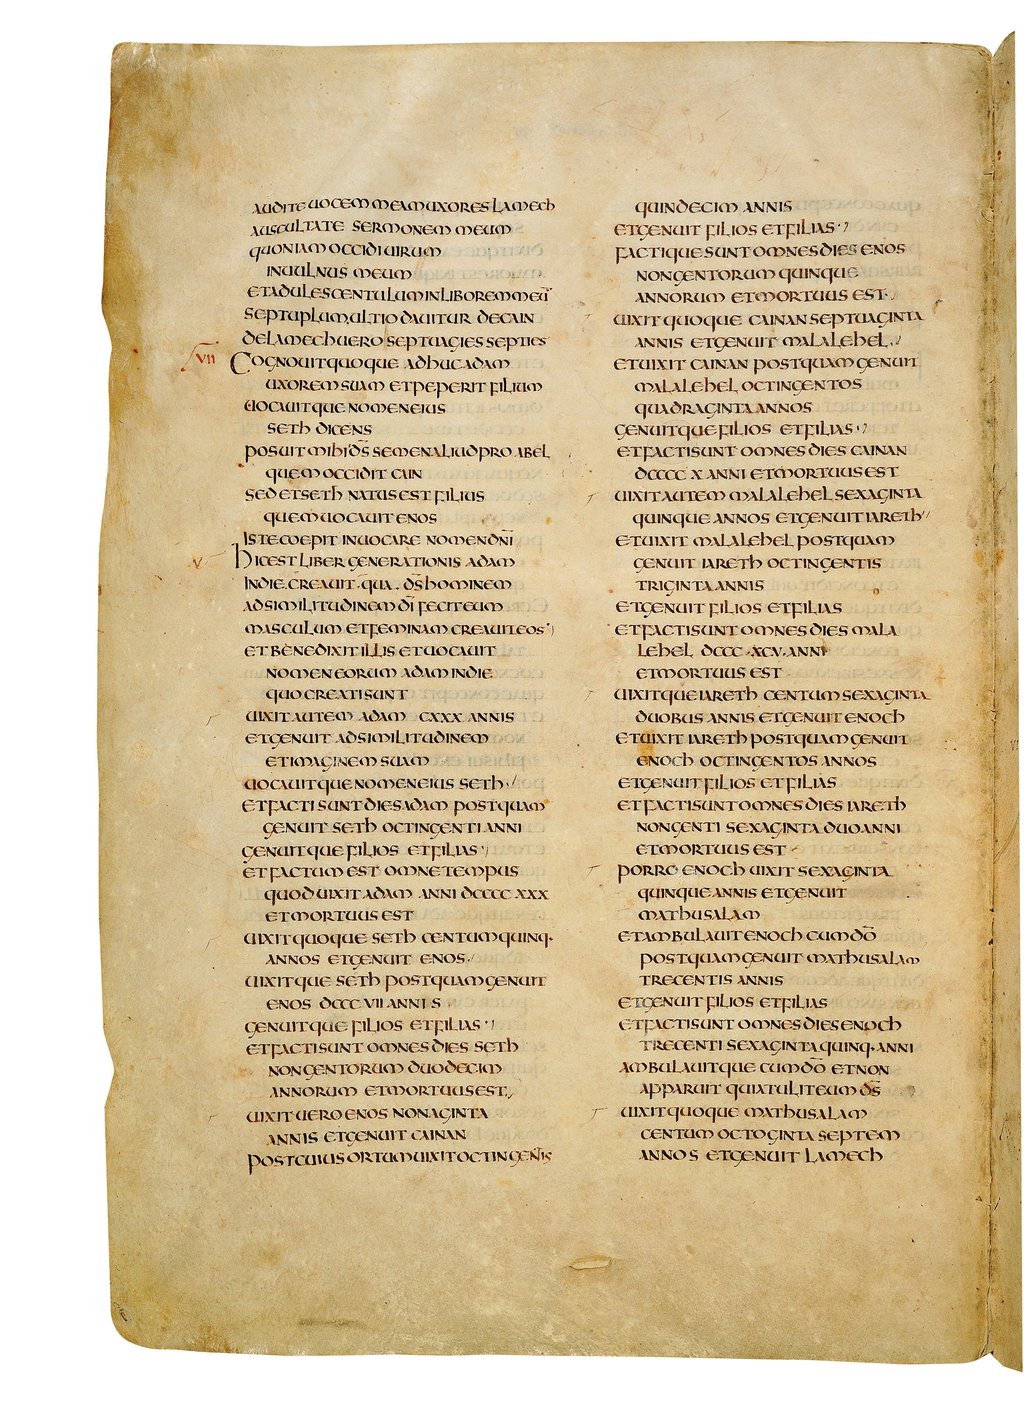 AUDITE UOCEM MEAM UXORES LAMECH
AUSCULTATE SERMONEM MEUM
QUONIAM OCCIDI UIRUM
IN UULNUS MEUM
ET ADULESCENTULUM IN LIBOREM MEŪ
SEPTUPLUM ULTIO DAUITUR DE CAIN
DE LAMECH UERO SEPTUAGIES SEPTIES
VII COGNOUIT QUOQUE ADHUC ADAM
UXOREM SUAM ET PEPERIT FILIUM
UOCAUITQUE NOMEN EIUS
SETH DICENS
POSUIT MIHI D̄S SEMEN ALIUD PRO ABEL
QUEM OCCIDIT CAIN
SED ET SETH NATUS EST FILIUS
QUEM UOCAUIT ENOS
ISTE COEPIT INUOCARE NOMEN DN̄I
V HIC EST LIBER GENERATIONIS ADAM
IN DIE. CREAUIT. QUA. D̄S HOMINEM
AD SIMILITUDINEM D̄I FECIT EUM
MASCULUM ET FEMINAM CREAUIT EOS
ET BENEDIXIT ILLIS ET UOCAUIT
NOMEN EORUM ADAM IN DIE
QUO CREATI SUNT
UIXIT AUTEM ADAM CXXX ANNIS
ET GENUIT AD SIMILITUDINEM
ET IMAGINEM SUAM
UOCAUITQUE NOMEN EIUS SETH
ET FACTI SUNT DIES ADAM POSTQUAM
GENUIT SETH OCTINGENTI ANNI
GENUITQUE FILIOS ET FILIAS
ET FACTUM EST OMNE TEMPUS
QUOD UIXIT ADAM ANNI DCCCC XXX
ET MORTUUS EST
UIXIT QUOQUE SETH CENTUM QUINQ·
ANNOS ET GENUIT ENOS
UIXITQUE SETH POSTQUAM GENUIT
ENOS DCCC VII ANNIS
GENUITQUE FILIOS ET FILIAS
ET FACTI SUNT OMNES DIES SETH
NONGENTORUM DUODECIM
ANNORUM ET MORTUUS EST
UIXIT UERO ENOS NONAGINTA
ANNIS ET GENUIT CAINAN
POST CUIUS ORTUM UIXIT OCTINGEN̄IS
QUINDECIM ANNIS
ET GENUIT FILIOS ET FILIAS
FACTIQUE SUNT OMNES DIES ENOS
NONGENTORUM QUINQUE
ANNORUM ET MORTUUS EST
UIXIT QUOQUE CAINAN SEPTUAGINTA
ANNIS ET GENUIT MALALEHEL
ET UIXIT CAINAN POSTQUAM GENUIT
MALALEHEL OCTINGENTOS
QUADRAGINTA ANNOS
GENUITQUE FILIOS ET FILIAS
ET FACTI SUNT OMNES DIES CAINAN
DCCCC X ANNI ET MORTUUS EST
UIXIT AUTEM MALALEHEL SEXAGINTA
QUINQUE ANNOS ET GENUIT IARETH
ET UIXIT MALALEHEL POSTQUAM
GENUIT IARETH OCTINGENTIS
TRIGINTA ANNIS
ET GENUIT FILIOS ET FILIAS
ET FACTI SUNT OMNES DIES MALA
LEHEL DCCC·XCV·ANNI
ET MORTUUS EST
UIXITQUE IARETH CENTUM SEXAGINTA
DUOBUS ANNIS ET GENUIT ENOCH
ET UIXIT IARETH POSTQUAM GENUIT
ENOCH OCTINGENTOS ANNOS
ET GENUIT FILIOS ET FILIAS
ET FACTI SUNT OMNES DIES IARETH
NONGENTI SEXAGINTA DUO ANNI
ET MORTUUS EST
PORRO ENOCH UIXIT SEXAGINTA
QUINQUE ANNIS ET GENUIT
MATHUSALAM
ET AMBULAUIT ENOCH CUM D̄O
POSTQUAM GENUIT MATHUSALAM
TRECENTIS ANNIS
ET GENUIT FILIOS ET FILIAS
ET FACTI SUNT OMNES DIES ENOCH
TRECENTI SEXAGINTA QUINQ· ANNI
AMBULAUITQUE CUM D̄O ET NON
APPARUIT QUIA TULIT EUM D̄S
UIXIT QUOQUE MATHUSALAM
CENTUM OCTOGINTA SEPTEM
ANNOS ET GENUIT LAMECH